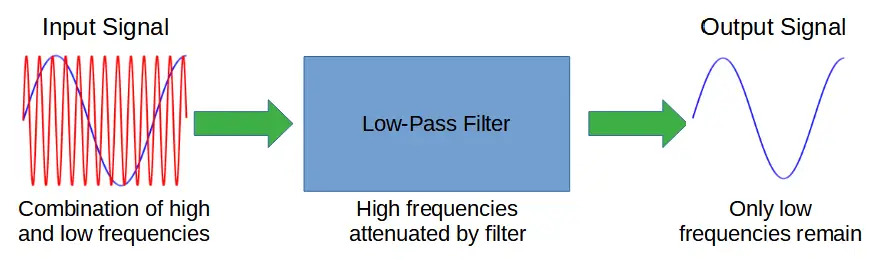 Input Signal
Output Signal
Low-Pass Filter
Combination of high
and low frequencies
High frequencies
attenuated by filter
Only low
frequencies remain